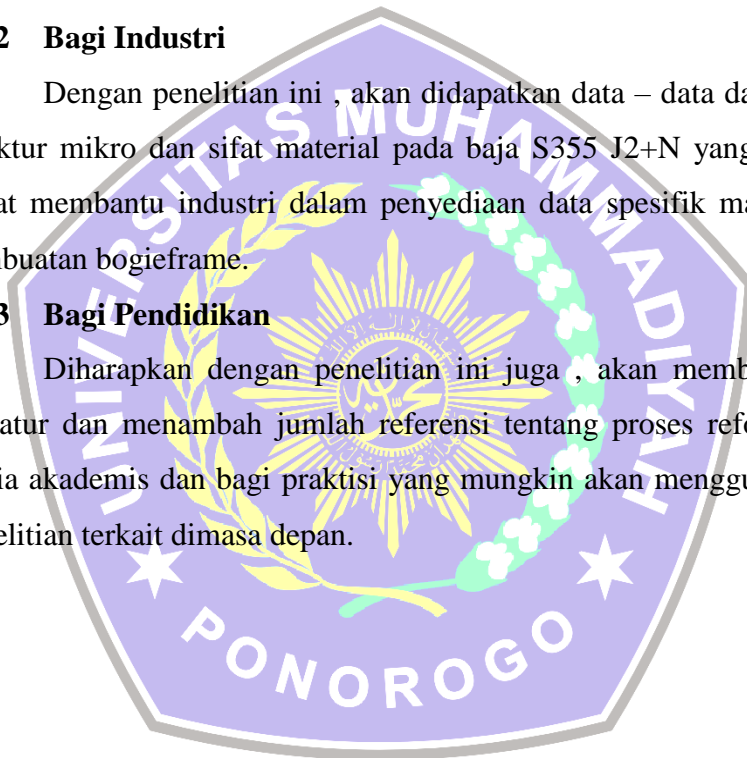 2 Bagi Industri
Dengan penelitian ini , akan didapatkan data – data da
ktur mikro dan sifat material pada baja S355 J2+N yang
at membantu industri dalam penyediaan data spesifik ma
buatan bogieframe.
3 Bagi Pendidikan
Diharapkan dengan penelitian ini juga , akan memb
atur dan menambah jumlah referensi tentang proses refo
ia akademis dan bagi praktisi yang mungkin akan menggu
elitian terkait dimasa depan.
UNIVERSITAS MUHAMMADIYAH
PONOROGO